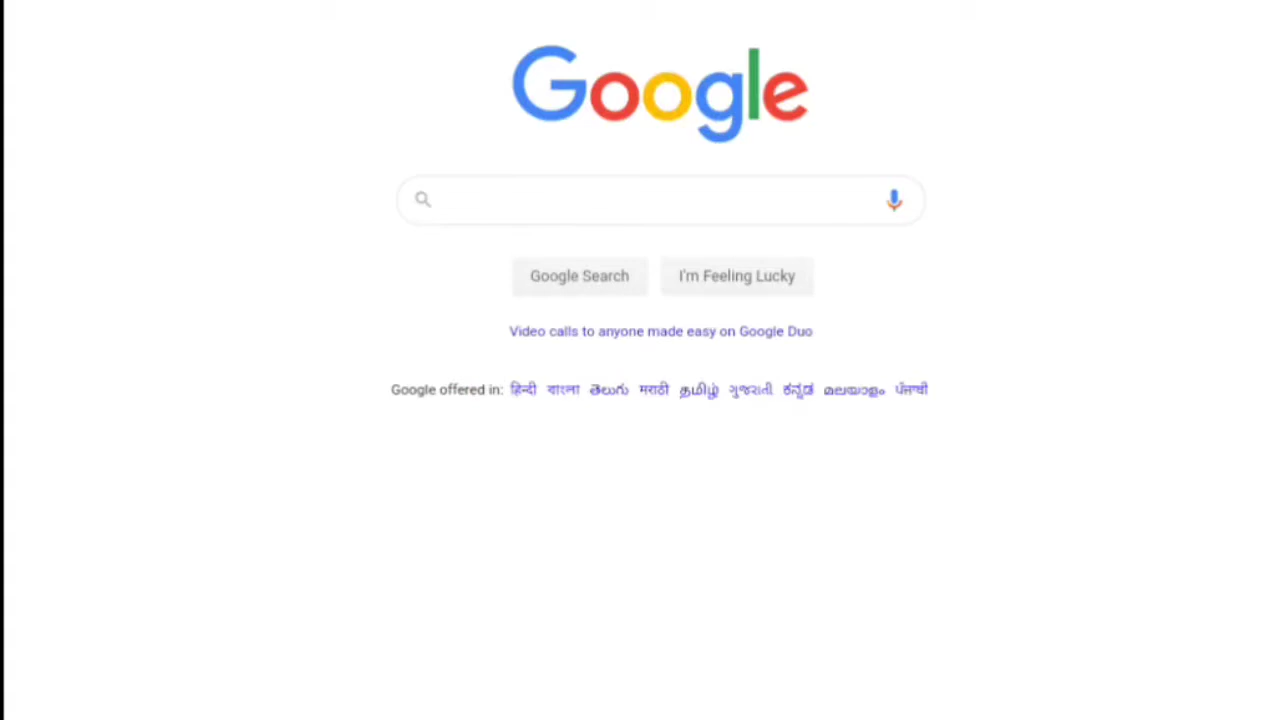 Google
Google Search I'm Feeling Lucky
Video calls to anyone made easy on Google Duo
Google offered in: हिन्दी বাংলা తెలుగు मराठी தமிழ் ગુજરાતી ಕನ್ನಡ മലയാളം ਪੰਜਾਬੀ